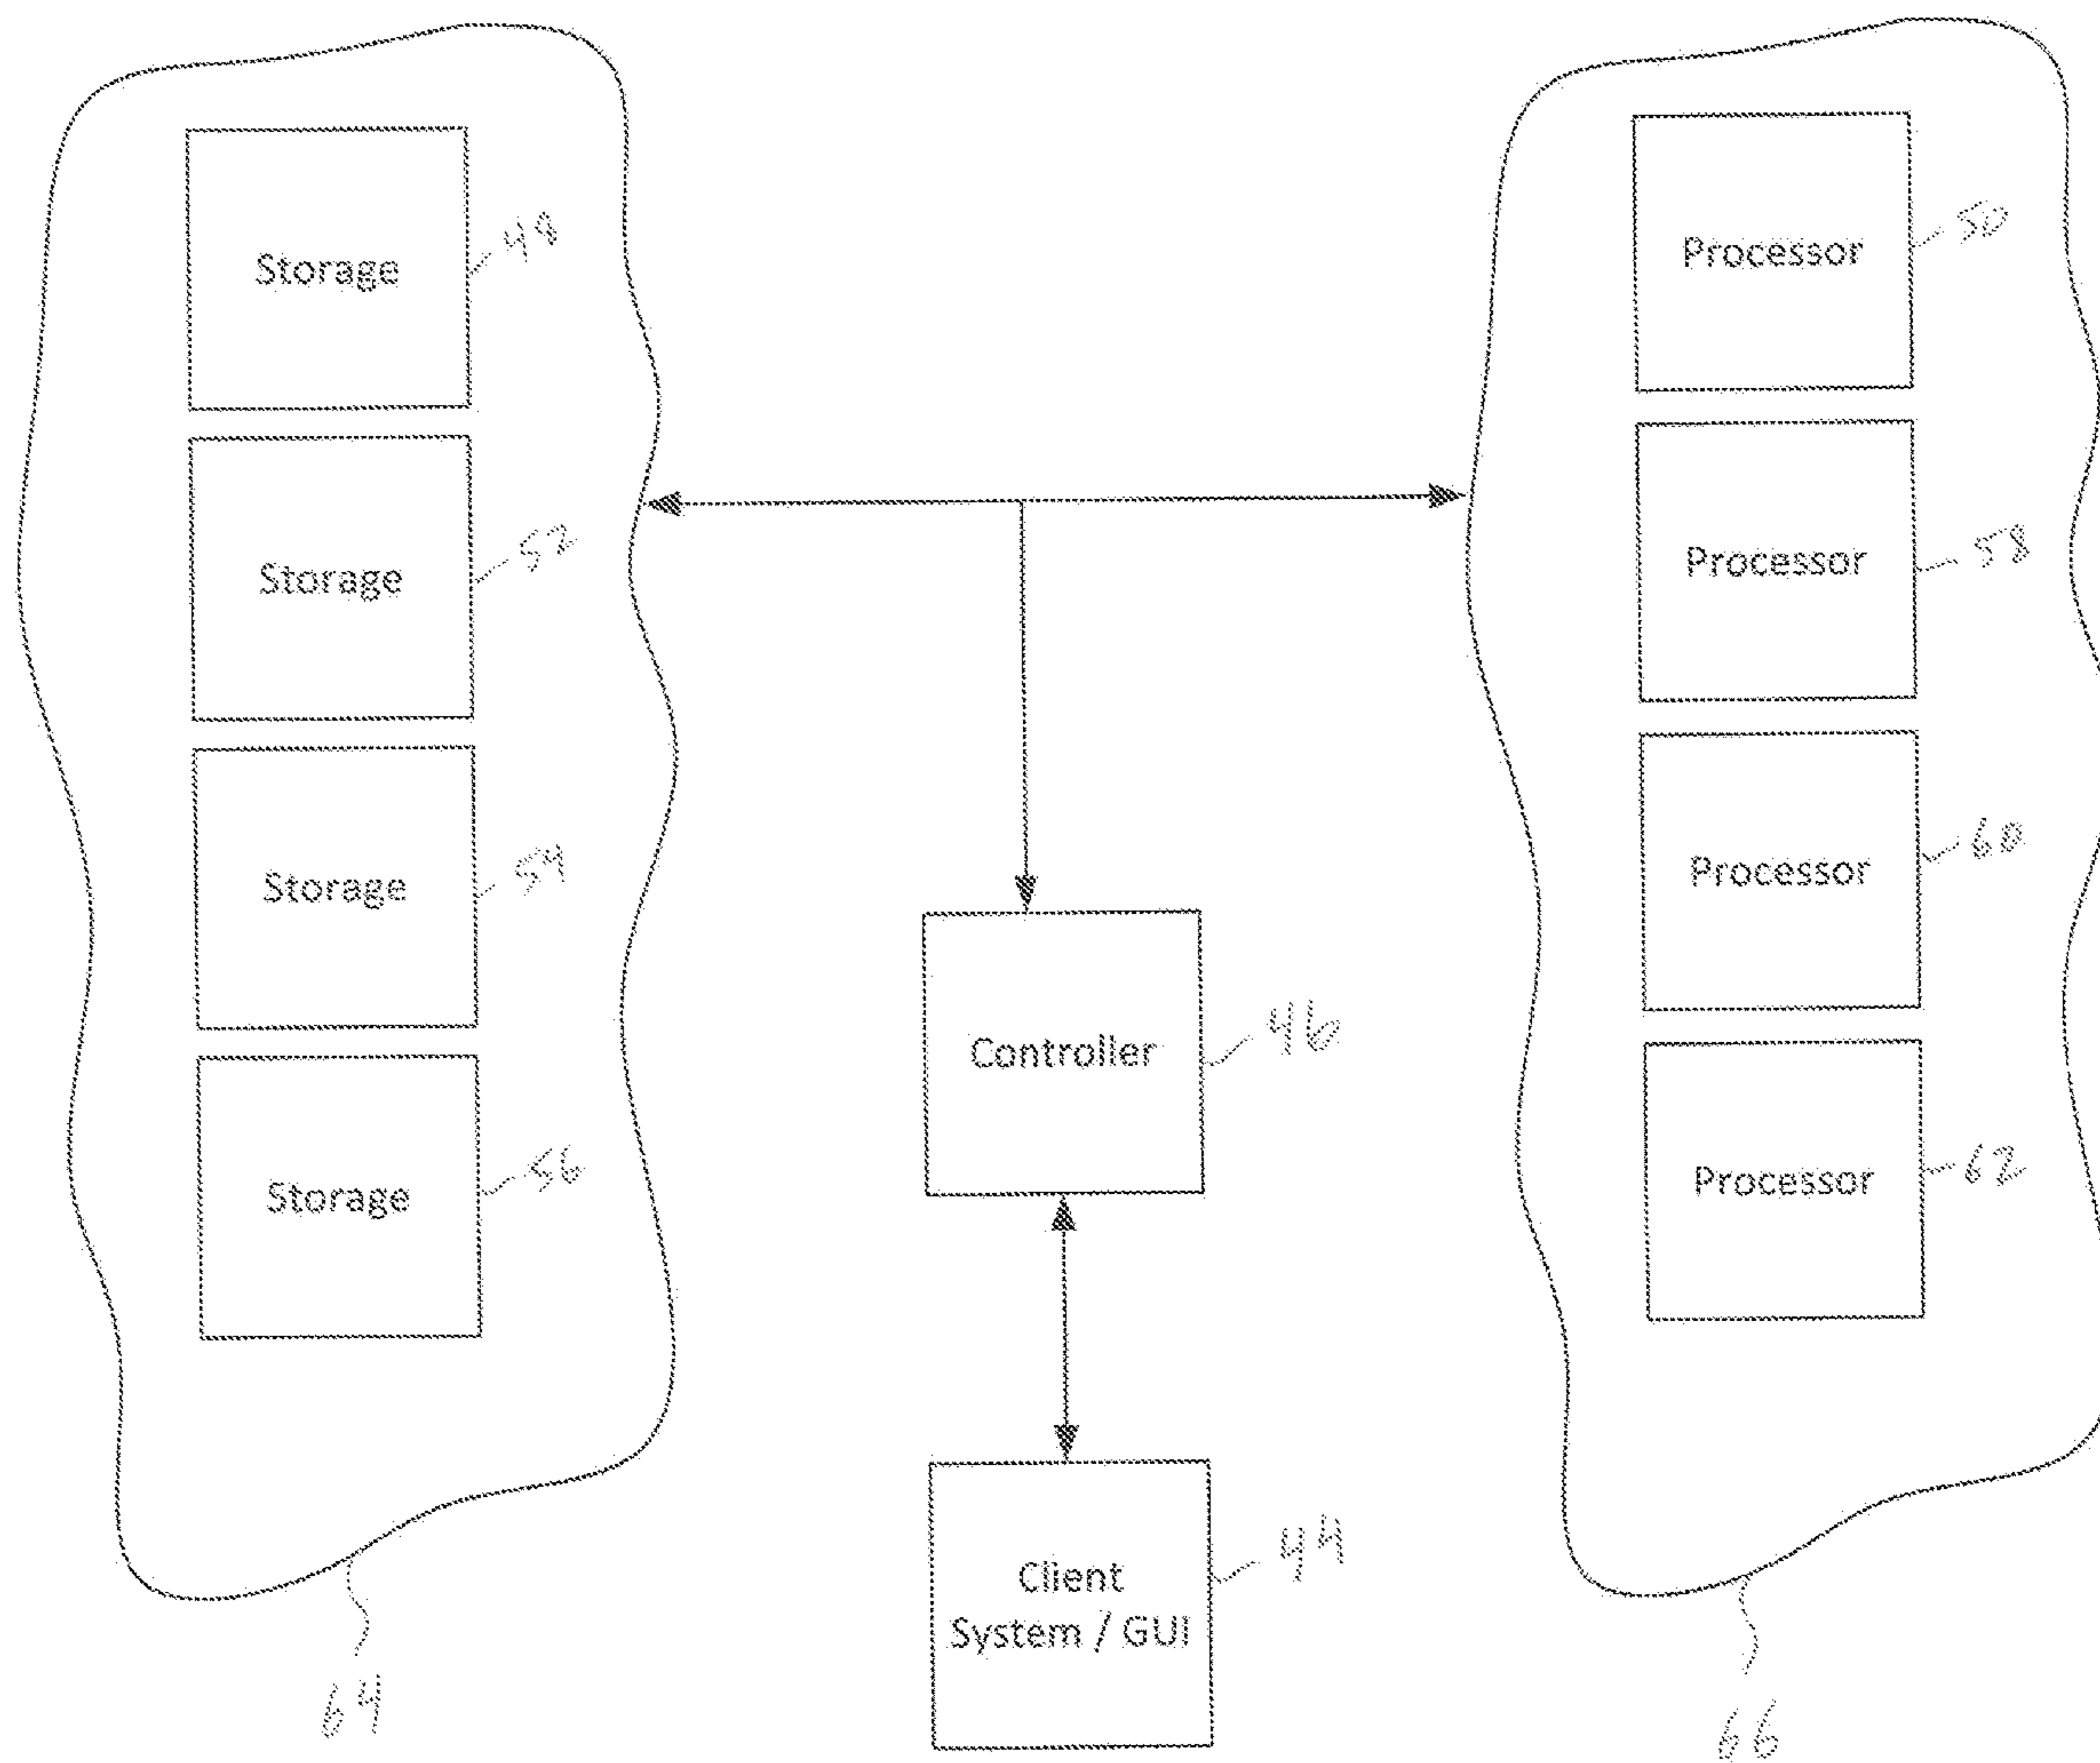 Storage
48
Storage
52
Storage
54
Storage
56
64
Controller
46
Client
System / GUI
44
Processor
50
Processor
58
Processor
60
Processor
62
66